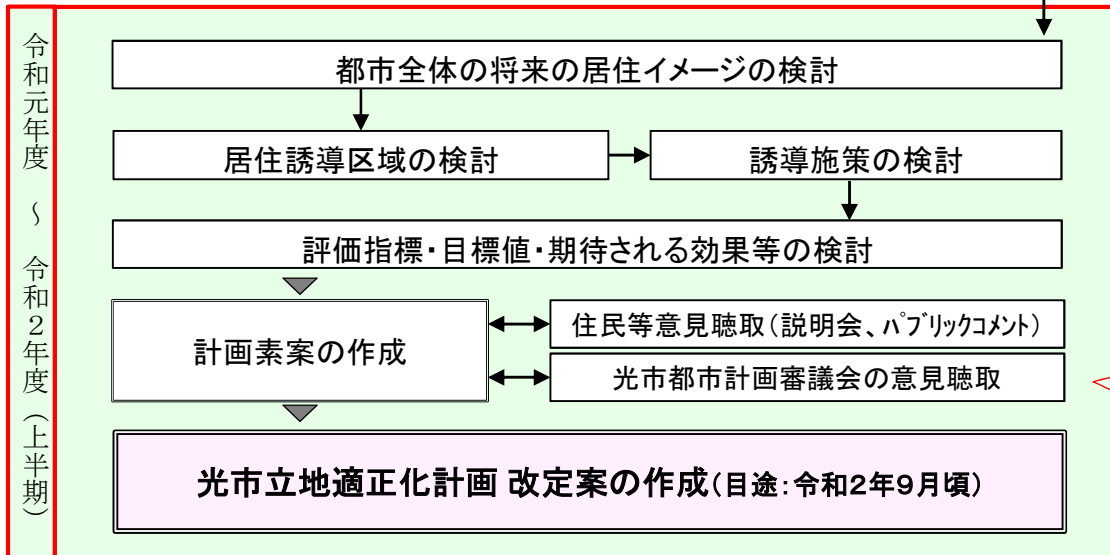 令和元年度 ~ 令和2年度(上半期)
都市全体の将来の居住イメージの検討
居住誘導区域の検討
誘導施策の検討
評価指標・目標値・期待される効果等の検討
計画素案の作成
住民等意見聴取(説明会、ﾊﾟﾌﾞﾘｯｸｺﾒﾝﾄ)
光市都市計画審議会の意見聴取
光市立地適正化計画 改定案の作成(目途:令和2年9月頃)